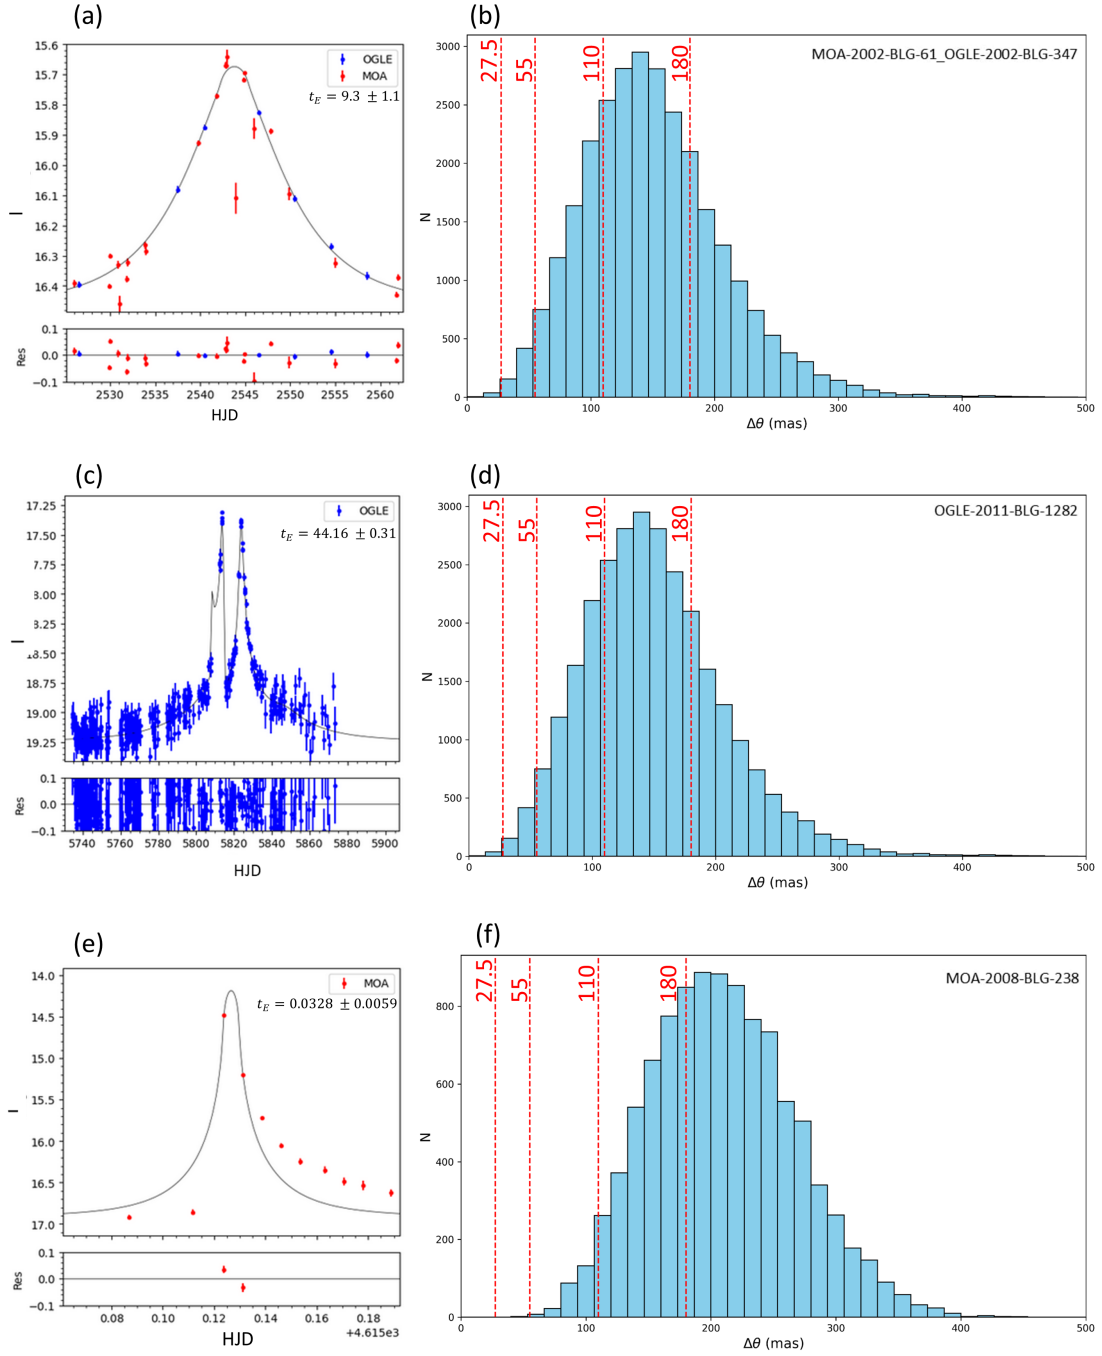 (a)
15.6
15.7
15.8
15.9
16.0
16.1
16.2
16.3
16.4
I
OGLE
MOA
t_E = 9.3 ± 1.1
0.1
0.0
−0.1
Res
2530 2535 2540 2545 2550 2555 2560
HJD
(b)
3000
2500
2000
1500
1000
500
0
N
27.5 55 110 180
MOA-2002-BLG-61_OGLE-2002-BLG-347
0 100 200 300 400 500
Δθ (mas)
(c)
17.25
17.50
7.75
3.00
3.25
.8.50
18.75
19.00
19.25
I
OGLE
t_E = 44.16 ± 0.31
0.1
0.0
−0.1
Res
5740 5760 5780 5800 5820 5840 5860 5880 5900
HJD
(d)
3000
2500
2000
1500
1000
500
0
N
27.5 55 110 180
OGLE-2011-BLG-1282
0 100 200 300 400 500
Δθ (mas)
(e)
14.0
14.5
15.0
15.5
16.0
16.5
17.0
I
MOA
t_E = 0.0328 ± 0.0059
0.1
0.0
−0.1
Res
0.08 0.10 0.12 0.14 0.16 0.18
+4.615e3
HJD
(f)
800
600
400
200
0
N
27.5 55 110 180
MOA-2008-BLG-238
0 100 200 300 400 500
Δθ (mas)